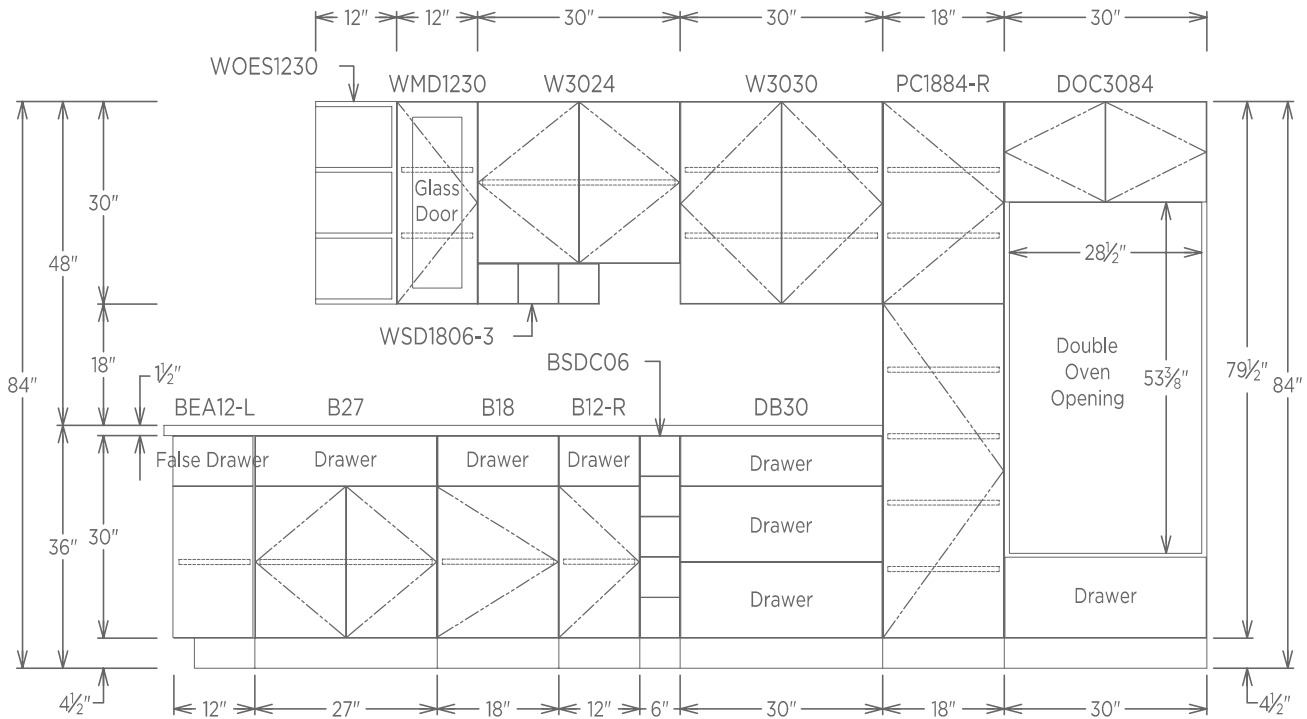 12" 12" 30" 30" 18" 30"
WOES1230
WMD1230 W3024 W3030 PC1884-R DOC3084
Glass
Door
30"
28½"
48"
WSD1806-3
Double
Oven
Opening
18"
BSDC06
84"
1½"
53⅜"
79½"
84"
BEA12-L B27 B18 B12-R DB30
False Drawer Drawer Drawer Drawer Drawer
36"
30"
Drawer
Drawer
Drawer
4½"
4½"
12" 27" 18" 12" 6" 30" 18" 30"